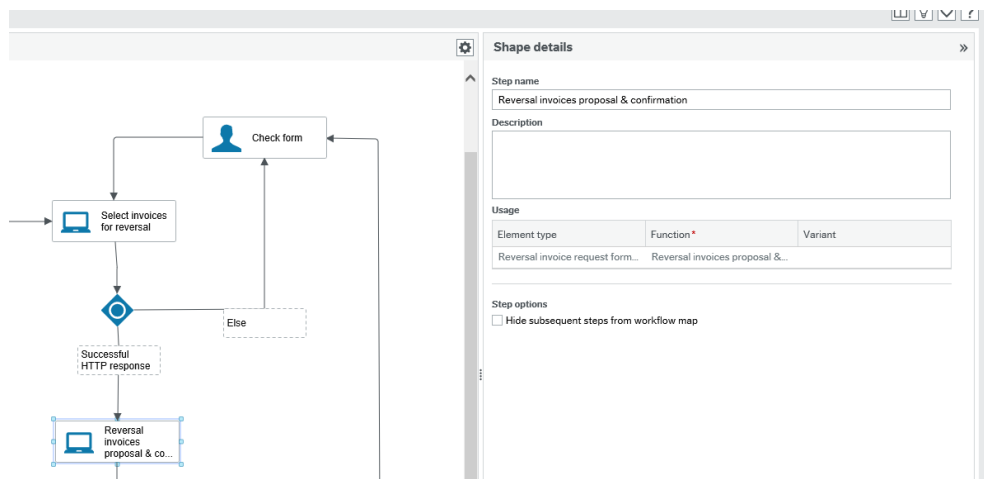 ?
Shape details
»
Check form
Select invoices
for reversal
Else
Successful
HTTP response
Reversal
invoices
proposal & co...
Step name
Reversal invoices proposal & confirmation
Description
Usage
Element type Function* Variant
Reversal invoice request form... Reversal invoices proposal &...
Step options
Hide subsequent steps from workflow map